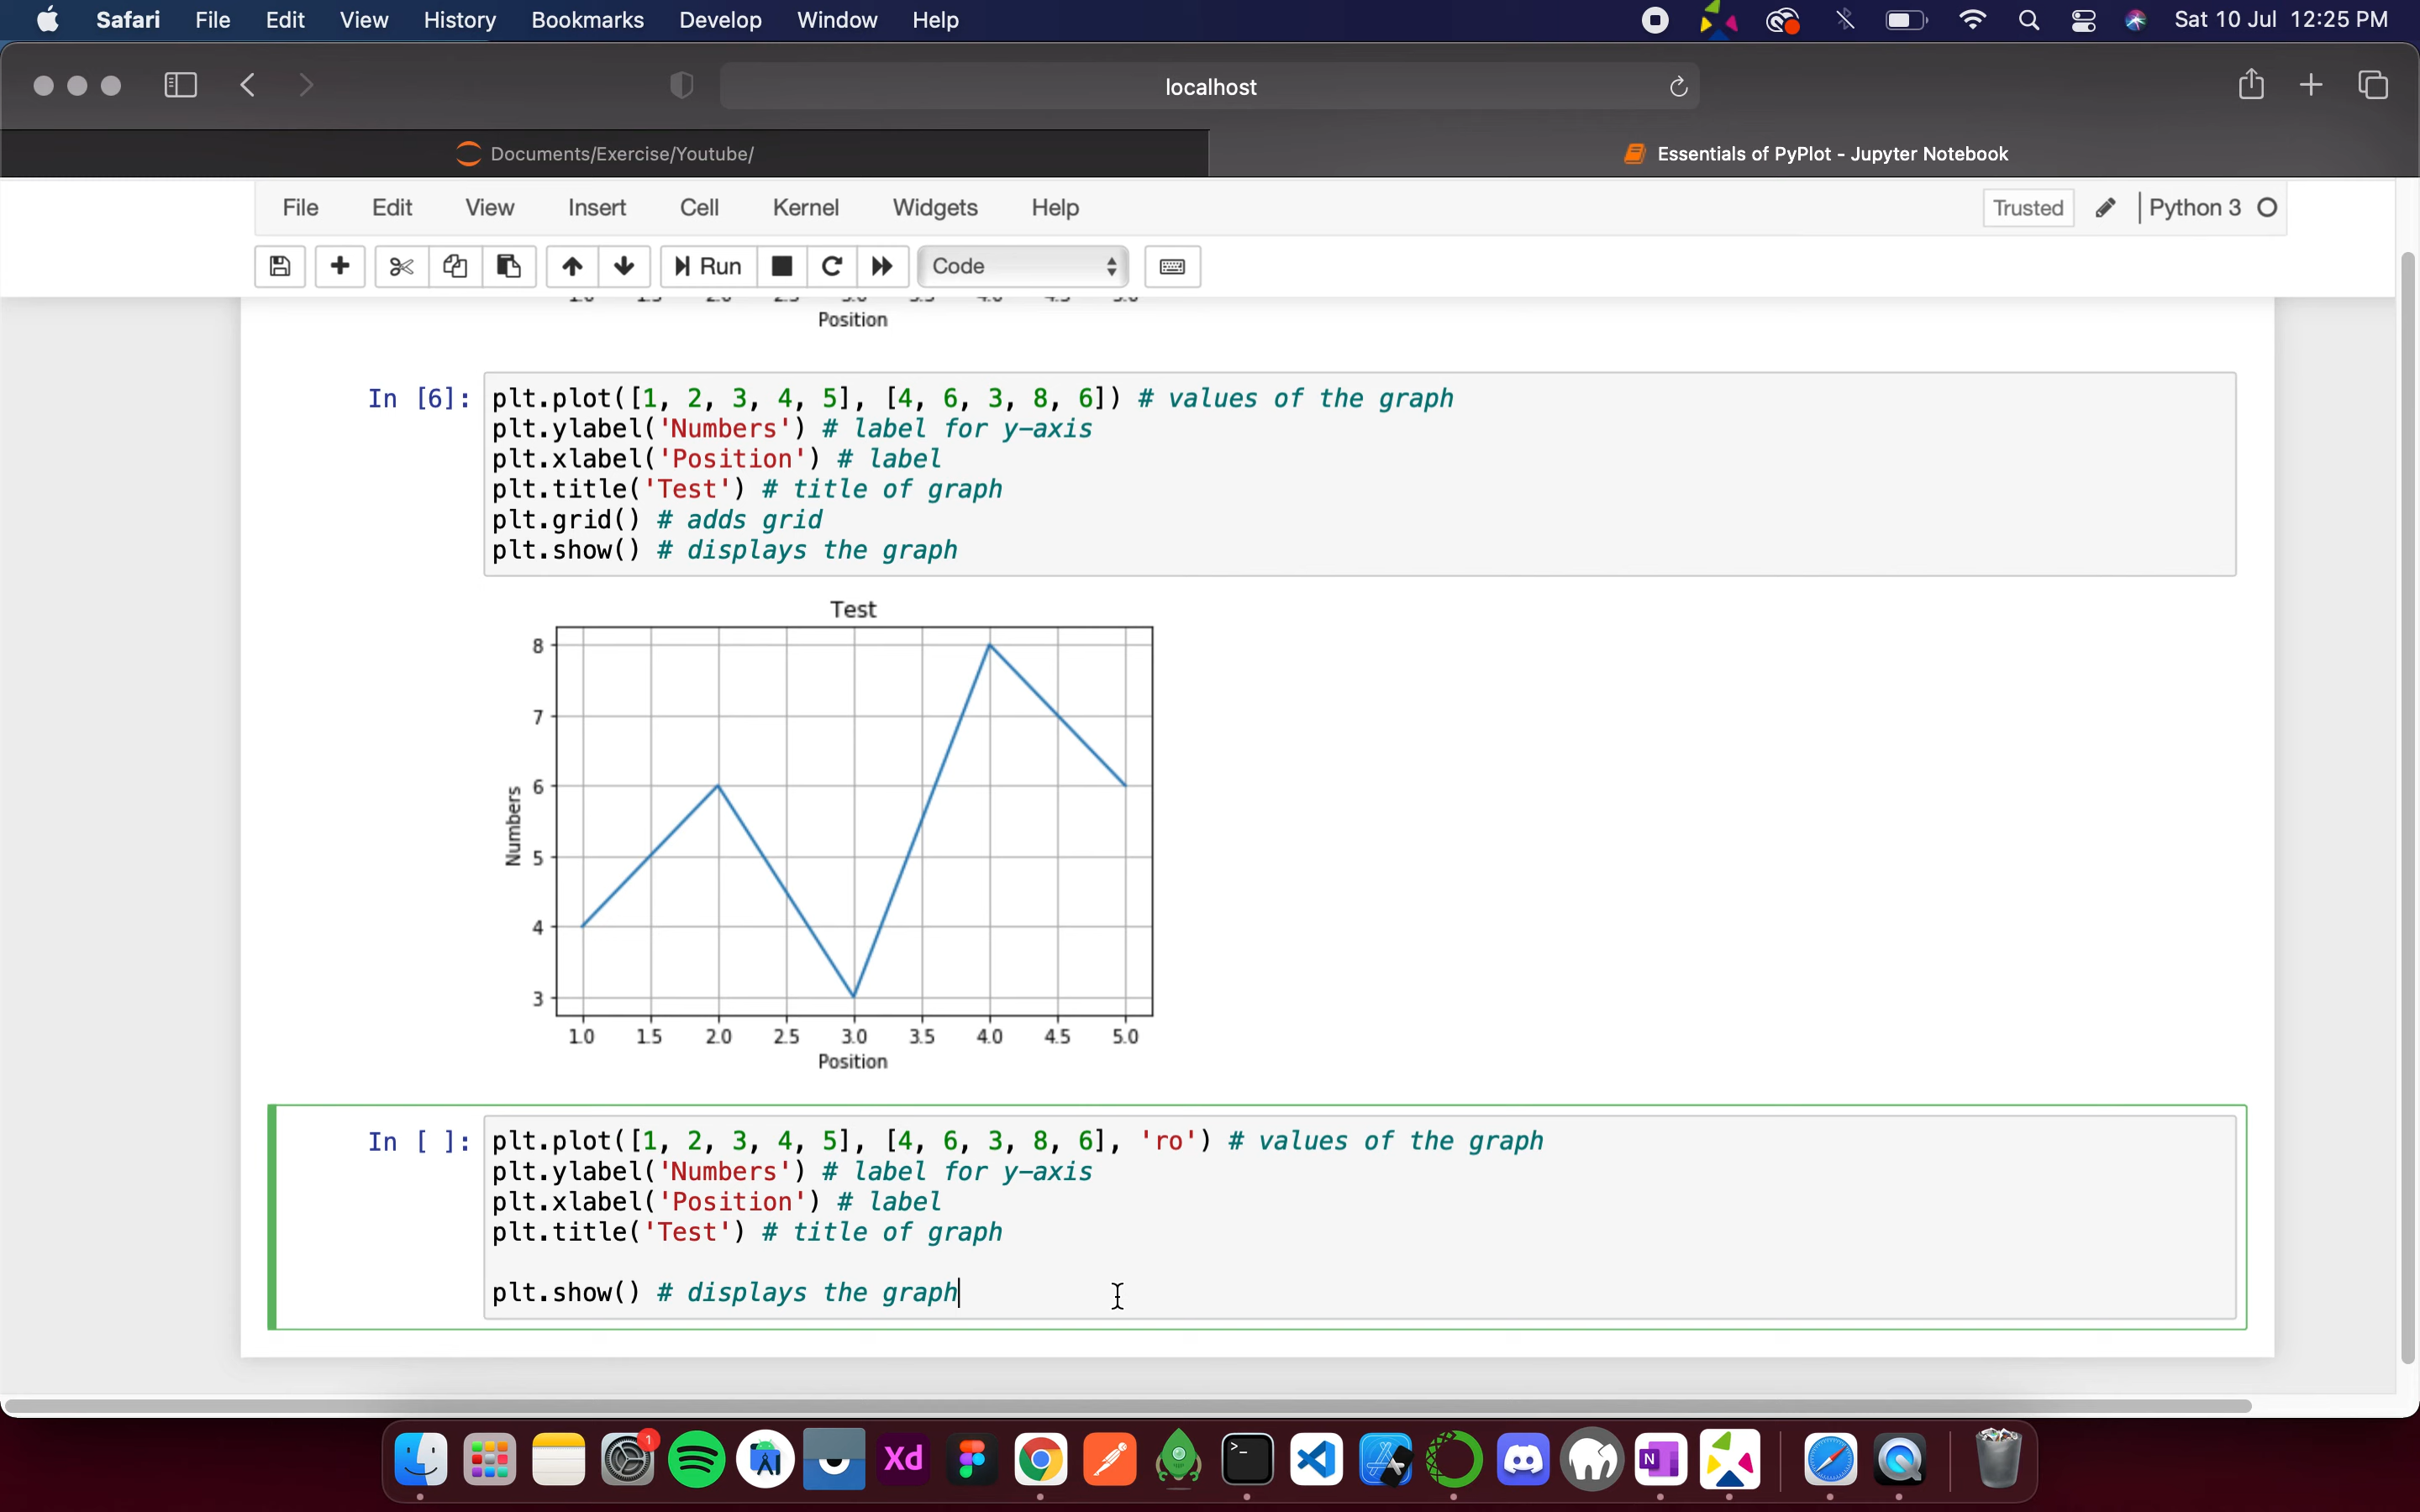 Safari File Edit View History Bookmarks Develop Window Help Sat 10 Jul 12:25 PM
localhost
Documents/Exercise/Youtube/ Essentials of PyPlot - Jupyter Notebook
File Edit View Insert Cell Kernel Widgets Help Trusted Python 3
Run Code
Position
In [6]: plt.plot([1, 2, 3, 4, 5], [4, 6, 3, 8, 6]) # values of the graph
plt.ylabel('Numbers') # label for y-axis
plt.xlabel('Position') # label
plt.title('Test') # title of graph
plt.grid() # adds grid
plt.show() # displays the graph
Test
8
7
6
5
4
3
Numbers
1.0 1.5 2.0 2.5 3.0 3.5 4.0 4.5 5.0
Position
In [ ]: plt.plot([1, 2, 3, 4, 5], [4, 6, 3, 8, 6], 'ro') # values of the graph
plt.ylabel('Numbers') # label for y-axis
plt.xlabel('Position') # label
plt.title('Test') # title of graph
plt.show() # displays the graph
1
Xd
N